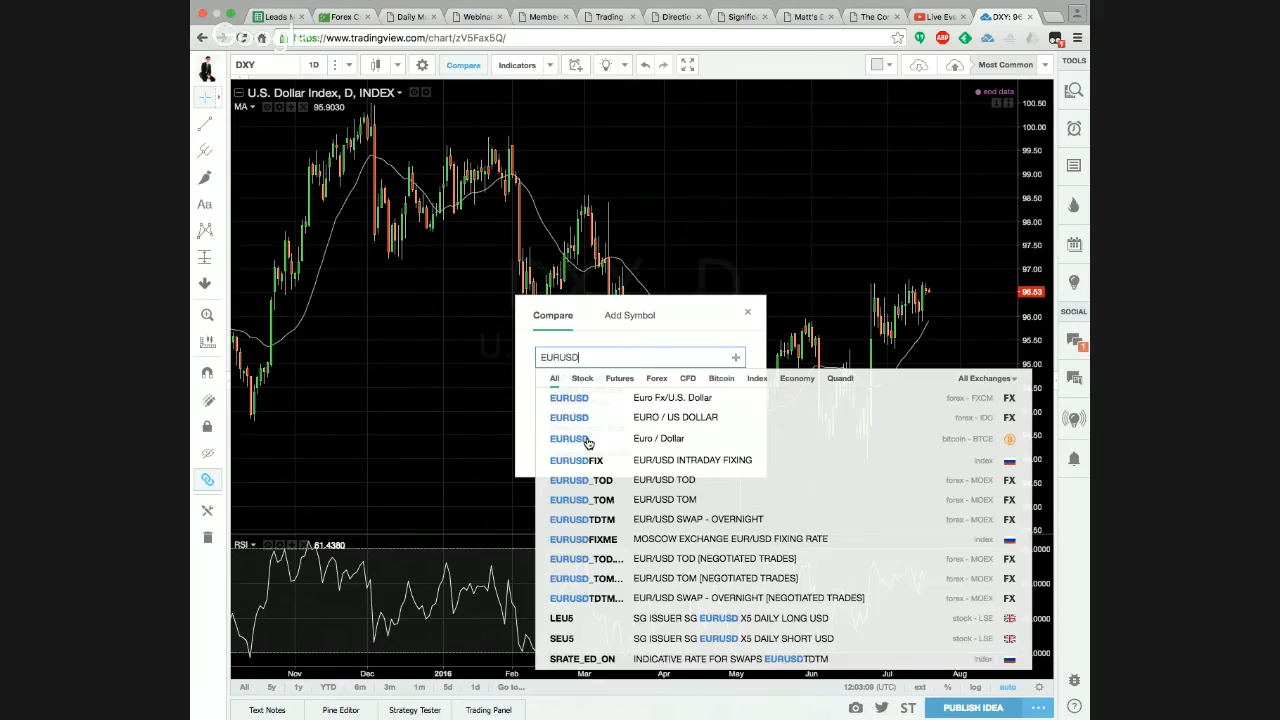 Leads M
Forex C
Daily M
Webinar
Membe
Trading
Directio
Signific
Matt's D
The Cor
Live Eve
DXY: 96
https://www.tradingview.com/chart/zV5Fax5Q/
DXY
1D
Compare
Indicators
Most Common
TOOLS
U.S. Dollar Index, D, INDEX
eod data
MA
95.9030
100.50
100.00
99.50
99.00
98.50
98.00
97.50
97.00
96.53
96.00
95.50
95.00
Aa
Compare
Add Symbol
EURUSD
All Stock Futures Forex CFD Bitcoin Index Economy Quandl All Exchanges
EURUSD Euro Fx/U.S. Dollar forex - FXCM FX
EURUSD EURO / US DOLLAR forex - IDC FX
EURUSD Euro / Dollar bitcoin - BTCE
EURUSDFIX EUR/USD INTRADAY FIXING index
EURUSD_TOD EUR/USD TOD forex - MOEX FX
EURUSD_TOM EUR/USD TOM forex - MOEX FX
EURUSDTDTM EUR/USD SWAP - OVERNIGHT forex - MOEX FX
EURUSDFIXME MOSCOW EXCHANGE EUR/USD FIXING RATE index
EURUSD_TOD... EUR/USD TOD [NEGOTIATED TRADES] forex - MOEX FX
EURUSD_TOM... EUR/USD TOM [NEGOTIATED TRADES] forex - MOEX FX
EURUSDTDTM... EUR/USD SWAP - OVERNIGHT [NEGOTIATED TRADES] forex - MOEX FX
LEU5 SG ISSUER SG EURUSD X5 DAILY LONG USD stock - LSE
SEU5 SG ISSUER SG EURUSD X5 DAILY SHORT USD stock - LSE
SRATE_ED_ON INDICATIVE RATE FOR SWAPS EURUSDTDTM index
SOCIAL
1
RSI
61.4380
Nov Dec 2016 Feb Mar Apr May Jun Jul Aug
All 5y 1y YTD 6m 3m 1m 5d 1d Go to...
12:03:09 (UTC) ext % log auto
Text Notes
Pine Editor
Strategy Tester
Trading Panel
ST
PUBLISH IDEA